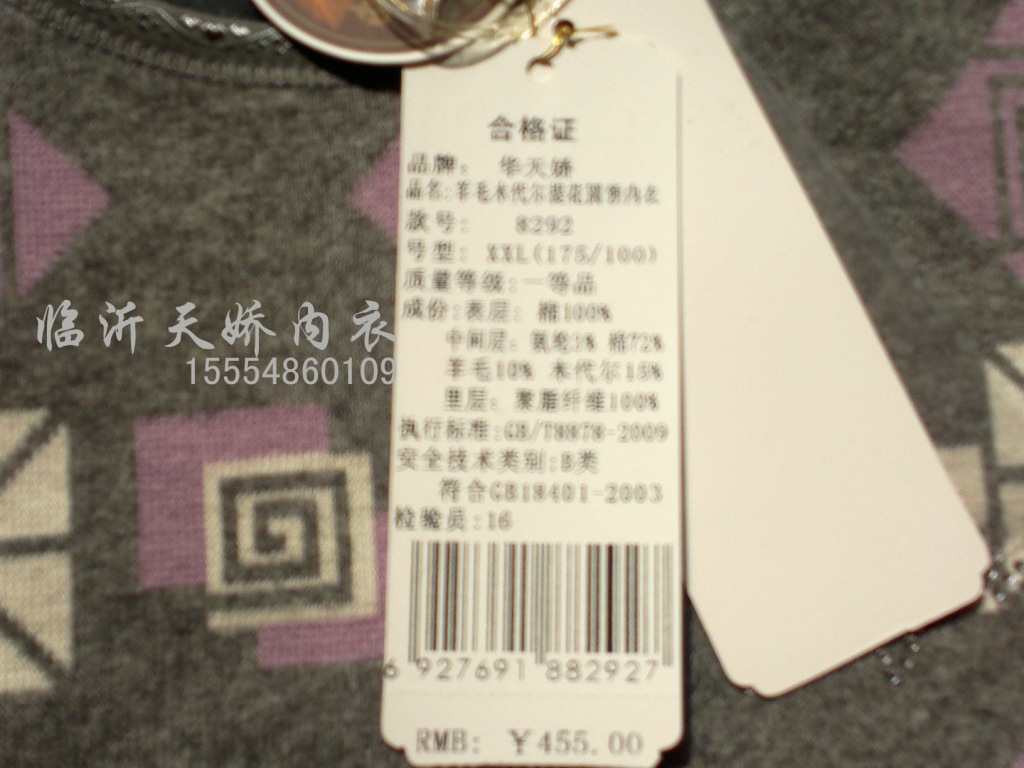 合格证
品牌: 华天娇
品名:羊毛木代尔提花圆领内衣
款号: 8292
号型: XXL(175/100)
质量等级:一等品
成份:表层: 棉100%
中间层: 氨纶3% 棉72%
羊毛10% 木代尔15%
里层: 聚脂纤维100%
执行标准:GB/T8878-2009
安全技术类别:B类
符合GB18401-2003
检验员:16
6 927691 882927
RMB: ¥455.00
临沂天娇内衣
15554860109